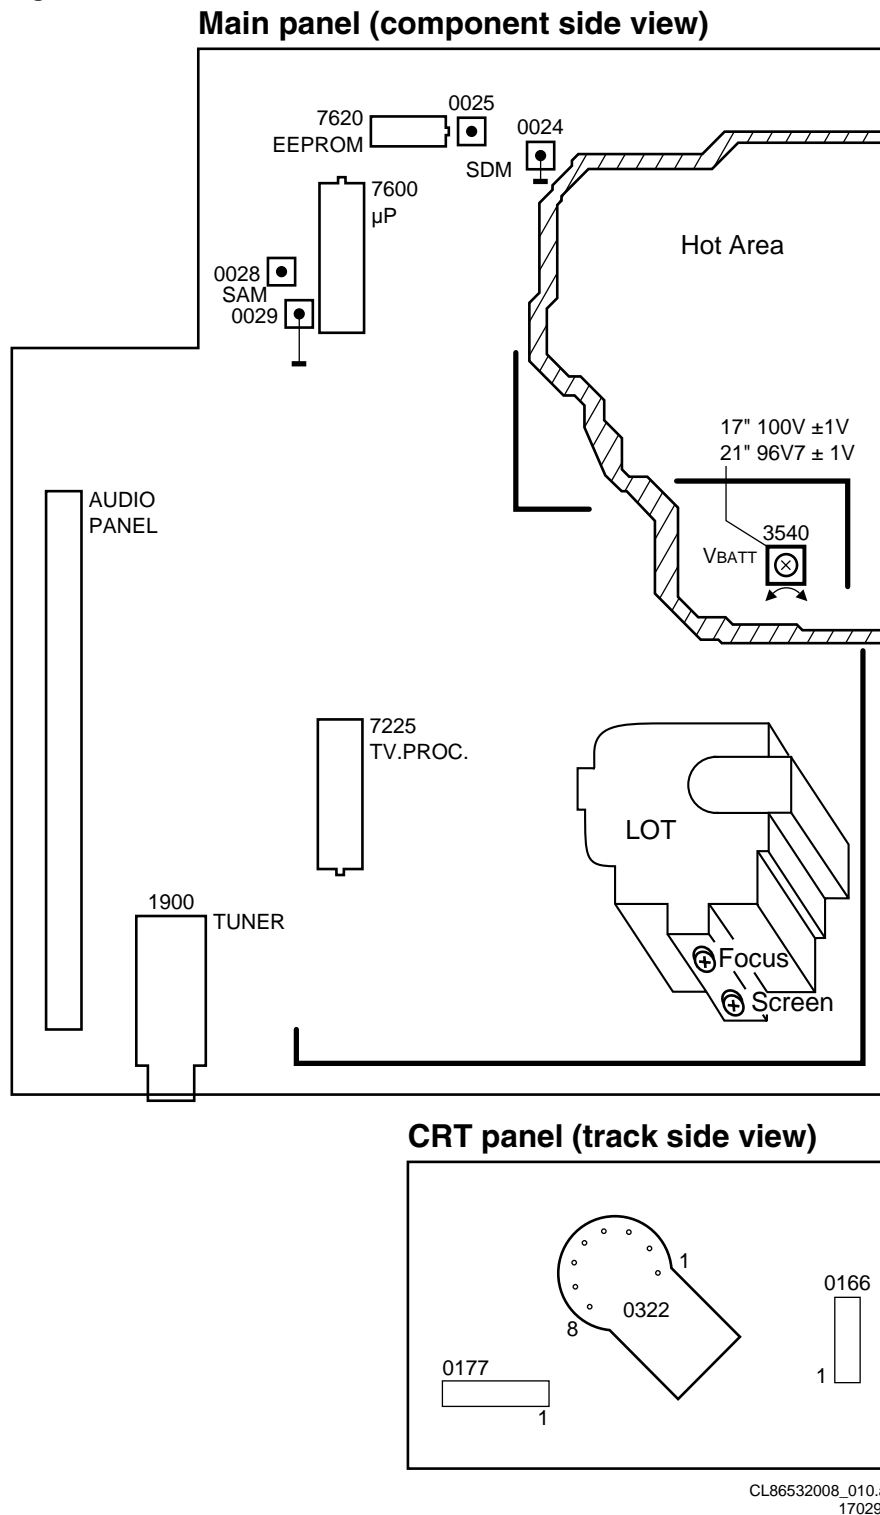 Main panel (component side view)
7620
EEPROM
0025
0024
SDM
7600
µP
Hot Area
0028
SAM
0029
17" 100V ±1V
21" 96V7 ± 1V
AUDIO
PANEL
3540
VBATT
7225
TV.PROC.
LOT
1900
TUNER
Focus
Screen
CRT panel (track side view)
1
0322
8
0166
1
0177
1
CL86532008_010.
17029